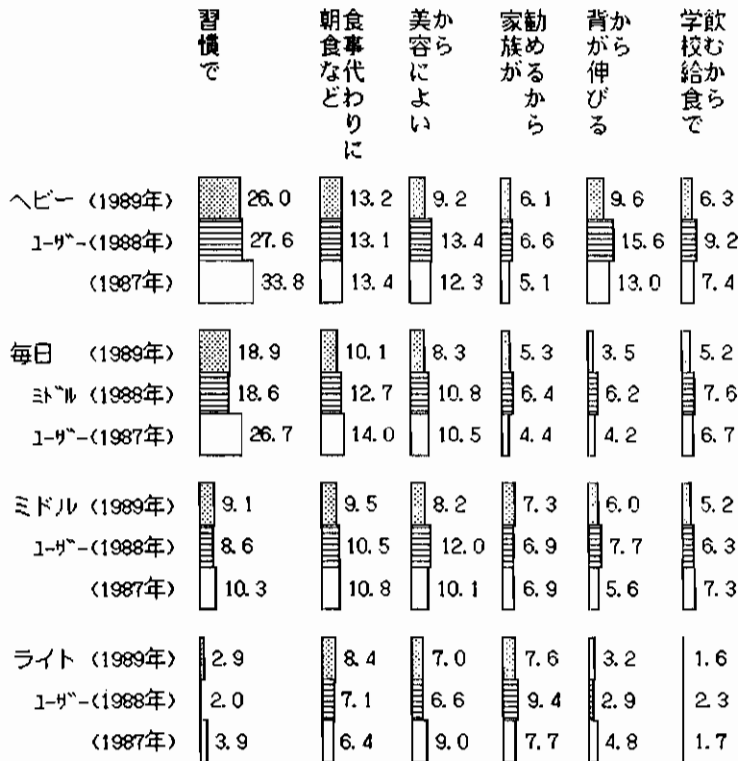 習慣で
食事代わりに
朝食など
から
美容によい
勧めるから
家族が
から
背が伸びる
飲むから
学校給食で
ヘビー (1989年) 26.0 13.2 9.2 6.1 9.6 6.3
ユーザー(1988年) 27.6 13.1 13.4 6.6 15.6 9.2
(1987年) 33.8 13.4 12.3 5.1 13.0 7.4
毎日 (1989年) 18.9 10.1 8.3 5.3 3.5 5.2
ミドル (1988年) 18.6 12.7 10.8 6.4 6.2 7.6
ユーザー(1987年) 26.7 14.0 10.5 4.4 4.2 6.7
ミドル (1989年) 9.1 9.5 8.2 7.3 6.0 5.2
ユーザー(1988年) 8.6 10.5 12.0 6.9 7.7 6.3
(1987年) 10.3 10.8 10.1 6.9 5.6 7.3
ライト (1989年) 2.9 8.4 7.0 7.6 3.2 1.6
ユーザー(1988年) 2.0 7.1 6.6 9.4 2.9 2.3
(1987年) 3.9 6.4 9.0 7.7 4.8 1.7